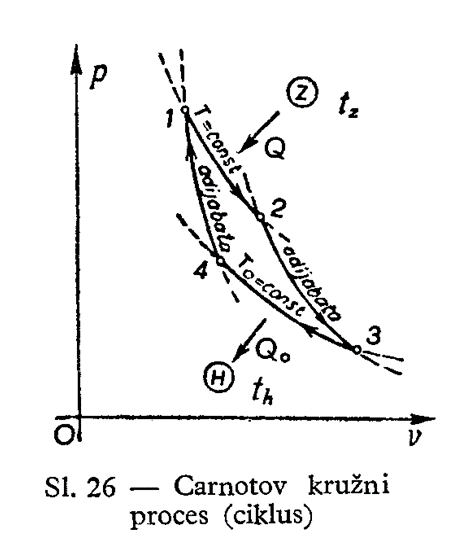 p
Z
t_z
1
T=const
Q
2
adijabata
adijabata
4
T₀=const
3
Q₀
H
t_h
O
v
Sl. 26 — Carnotov kružni
proces (ciklus)